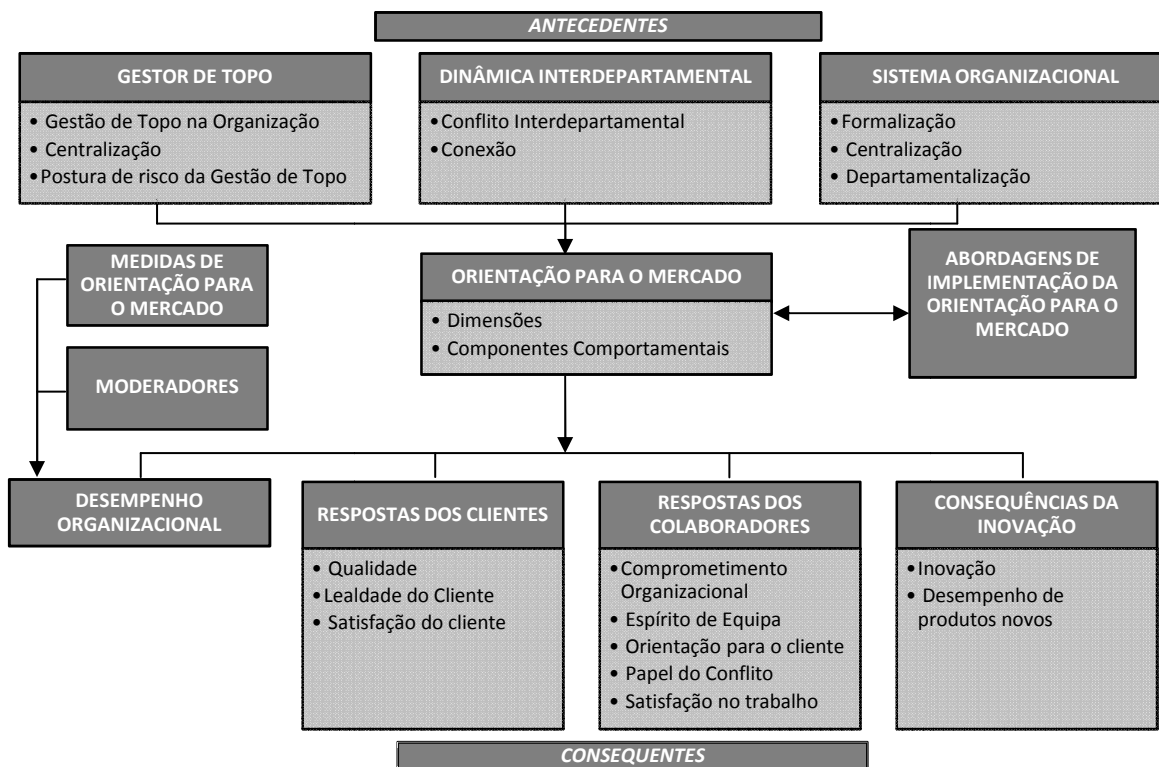 ANTECEDENTES
GESTOR DE TOPO
• Gestão de Topo na Organização
• Centralização
•Postura de risco da Gestão de Topo
DINÂMICA INTERDEPARTAMENTAL
•Conflito Interdepartamental
•Conexão
SISTEMA ORGANIZACIONAL
•Formalização
• Centralização
• Departamentalização
MEDIDAS DE
ORIENTAÇÃO PARA
O MERCADO
ORIENTAÇÃO PARA O MERCADO
• Dimensões
• Componentes Comportamentais
ABORDAGENS DE
IMPLEMENTAÇÃO DA
ORIENTAÇÃO PARA O
MERCADO
MODERADORES
DESEMPENHO
ORGANIZACIONAL
RESPOSTAS DOS CLIENTES
• Qualidade
•Lealdade do Cliente
• Satisfação do cliente
RESPOSTAS DOS
COLABORADORES
•Comprometimento
Organizacional
• Espírito de Equipa
• Orientação para o cliente
• Papel do Conflito
• Satisfação no trabalho
CONSEQUÊNCIAS DA
INOVAÇÃO
•Inovação
• Desempenho de
produtos novos
CONSEQUENTES